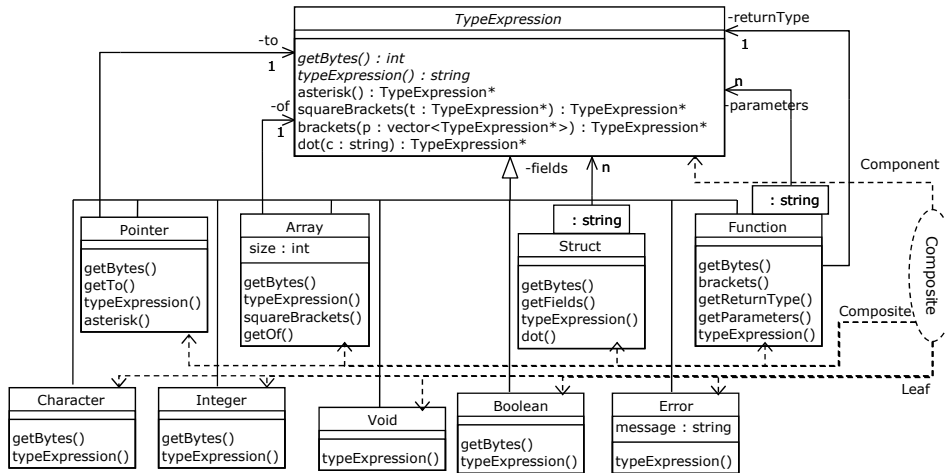 TypeExpression
-returnType
1
-to
1
getBytes() : int
typeExpression() : string
asterisk() : TypeExpression*
squareBrackets(t : TypeExpression*) : TypeExpression*
brackets(p : vector<TypeExpression*>) : TypeExpression*
dot(c : string) : TypeExpression*
-of
1
n
-parameters
-fields
n
Component
: string
: string
Pointer
getBytes()
getTo()
typeExpression()
asterisk()
Array
size : int
getBytes()
typeExpression()
squareBrackets()
getOf()
Struct
getBytes()
getFields()
typeExpression()
dot()
Function
getBytes()
brackets()
getReturnType()
getParameters()
typeExpression()
Composite
Composite
Leaf
Character
getBytes()
typeExpression()
Integer
getBytes()
typeExpression()
Void
typeExpression()
Boolean
getBytes()
typeExpression()
Error
message : string
typeExpression()